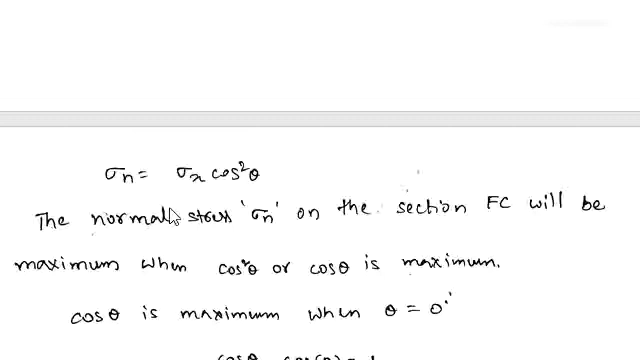 σn = σx cos²θ
The normal stress 'σn' on the section FC will be
maximum when cos²θ or cosθ is maximum.
cosθ is maximum when θ = 0°